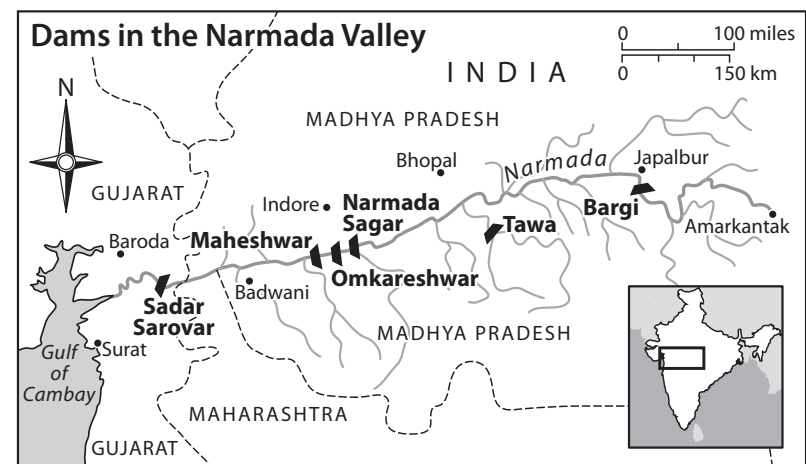 Dams in the Narmada Valley
0 100 miles
0 150 km
INDIA
N
MADHYA PRADESH
Bhopal
Narmada
Japalbur
GUJARAT
Indore
Narmada
Sagar
Bargi
Tawa
Amarkantak
Baroda
Maheshwar
Omkareshwar
Badwani
Sadar
Sarovar
MADHYA PRADESH
Surat
Gulf
of
Cambay
MAHARASHTRA
GUJARAT